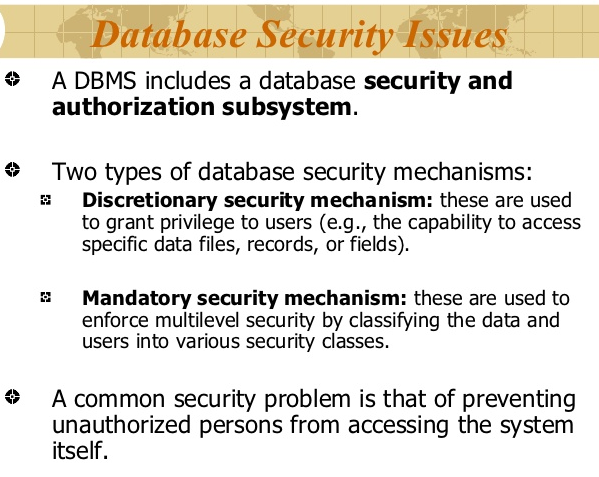 Database Security Issues
A DBMS includes a database security and
authorization subsystem.
Two types of database security mechanisms:
Discretionary security mechanism: these are used
to grant privilege to users (e.g., the capability to access
specific data files, records, or fields).
Mandatory security mechanism: these are used to
enforce multilevel security by classifying the data and
users into various security classes.
A common security problem is that of preventing
unauthorized persons from accessing the system
itself.